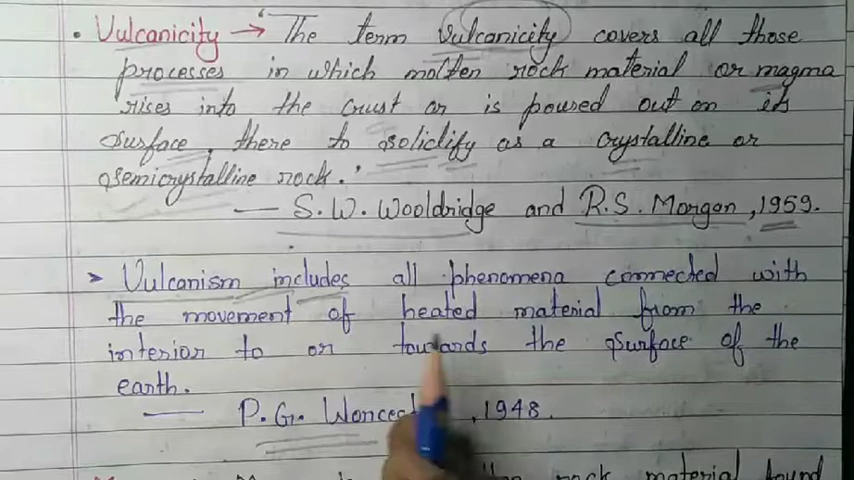 • Vulcanicity → 'The term Vulcanicity covers all those
processes in which molten rock material or magma
rises into the crust or is poured out on its
surface, there to solidify as a crystalline or
semicrystalline rock.'
— S.W. Wooldridge and R.S. Morgan, 1959.
➤ Vulcanism includes all phenomena connected with
the movement of heated material from the
interior to or towards the surface of the
earth.
— P.G. , 1948.
rock material found